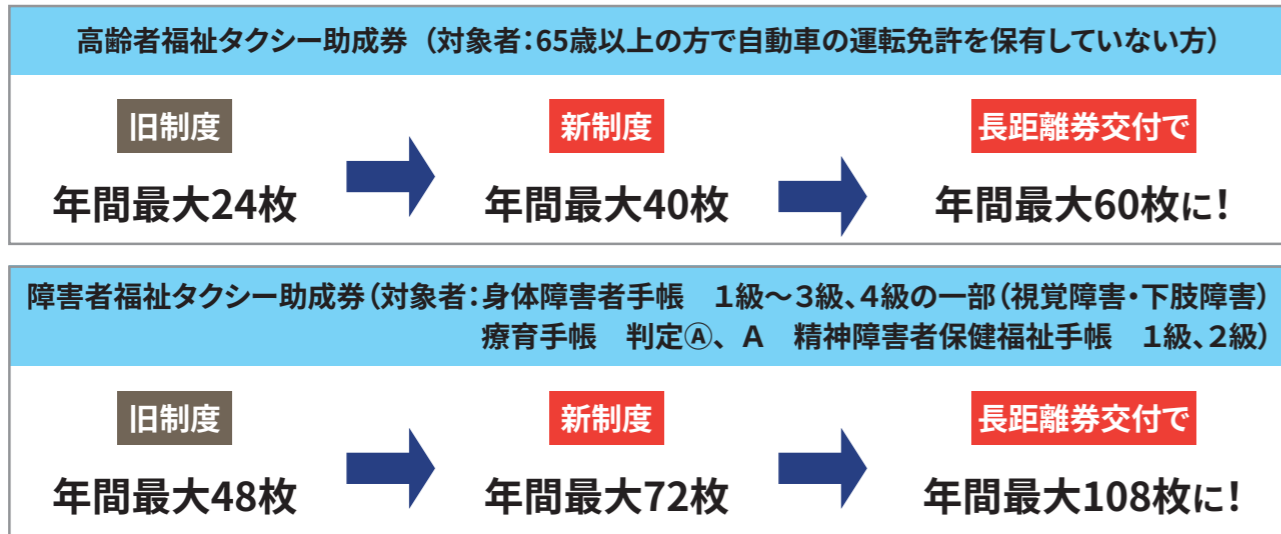 高齢者福祉タクシー助成券（対象者：65歳以上の方で自動車の運転免許を保有していない方）
旧制度 新制度 長距離券交付で
年間最大24枚 年間最大40枚 年間最大60枚に！
障害者福祉タクシー助成券（対象者：身体障害者手帳　１級～３級、４級の一部（視覚障害・下肢障害）
療育手帳　判定Ⓐ、Ａ　精神障害者保健福祉手帳　１級、２級）
旧制度 新制度 長距離券交付で
年間最大48枚 年間最大72枚 年間最大108枚に！